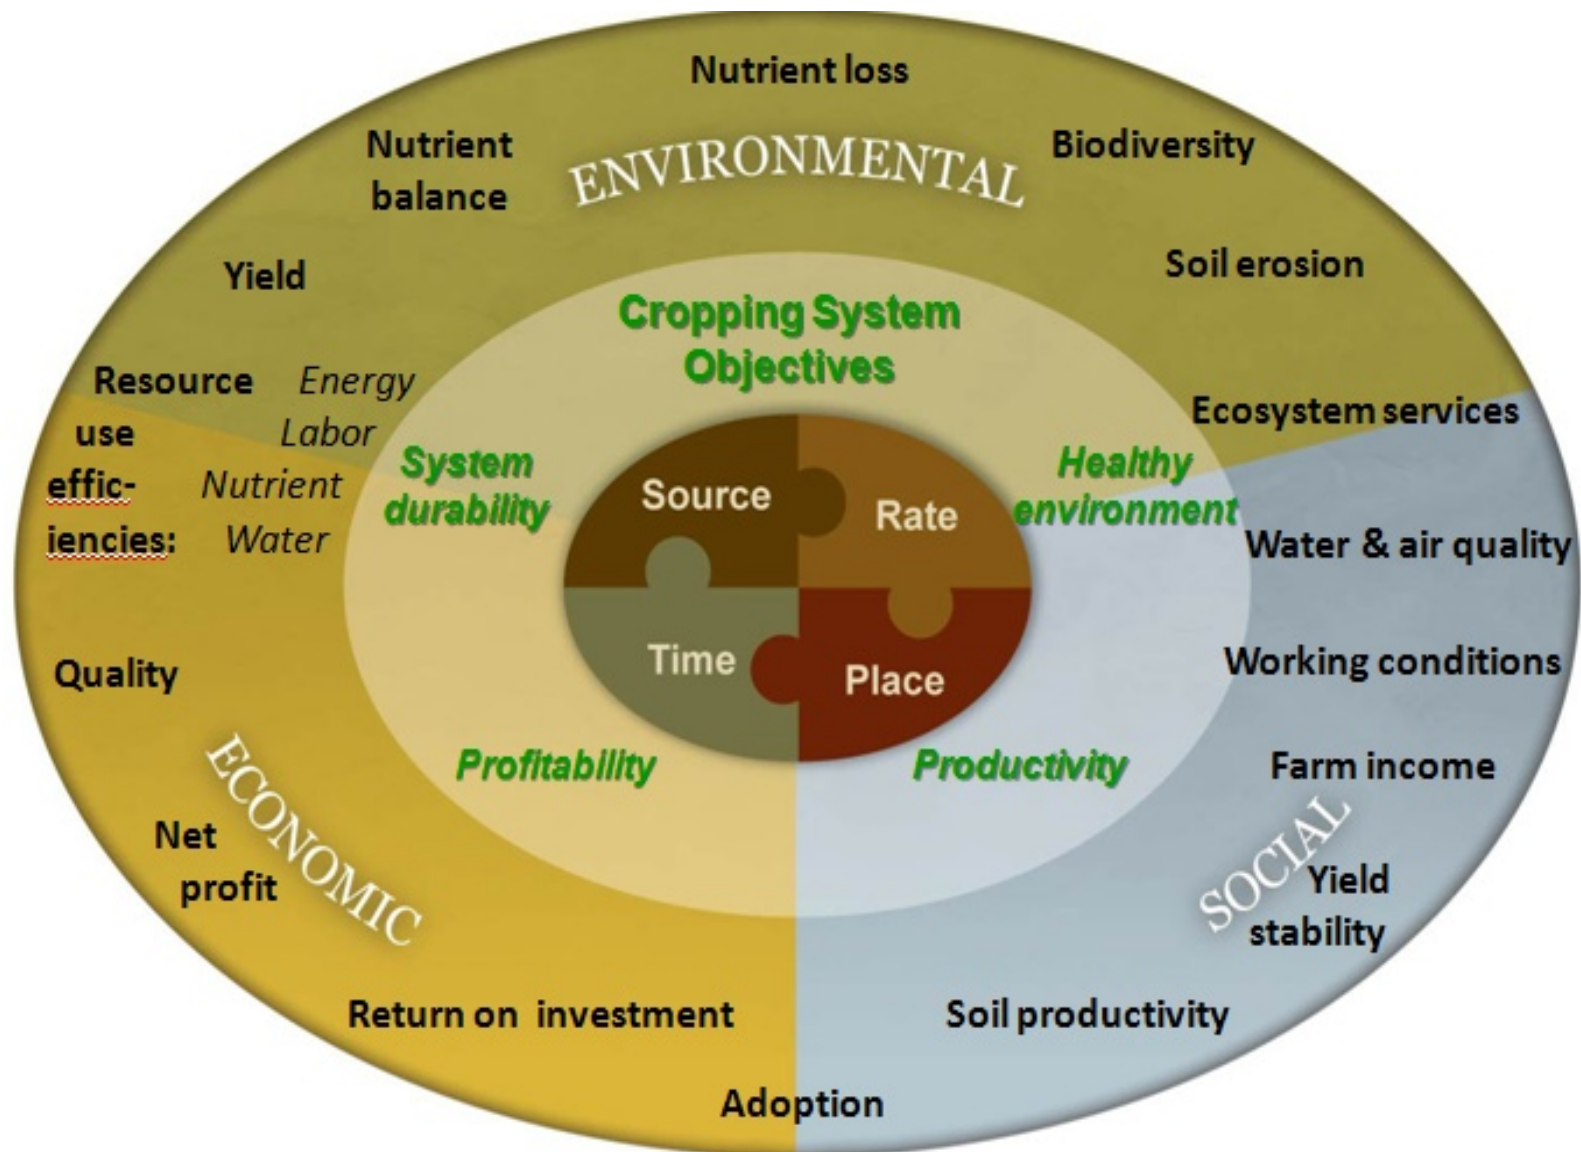 Nutrient loss
Nutrient
balance
ENVIRONMENTAL
Biodiversity
Yield
Soil erosion
Cropping System
Objectives
Resource Energy
use Labor
effic- Nutrient
iencies: Water
Ecosystem services
System
durability
Healthy
environment
Source
Rate
Time
Place
Water & air quality
Quality
Working conditions
Profitability
Productivity
Farm income
ECONOMIC
Net
profit
SOCIAL
Yield
stability
Return on investment
Soil productivity
Adoption